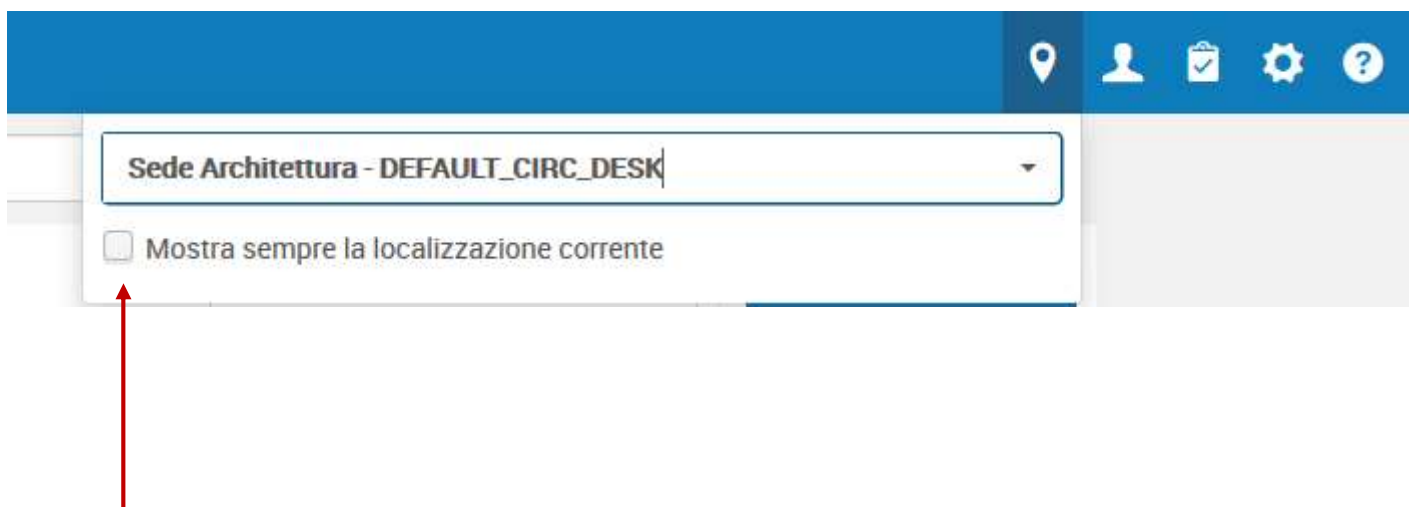 Sede Architettura - DEFAULT_CIRC_DESK
Mostra sempre la localizzazione corrente